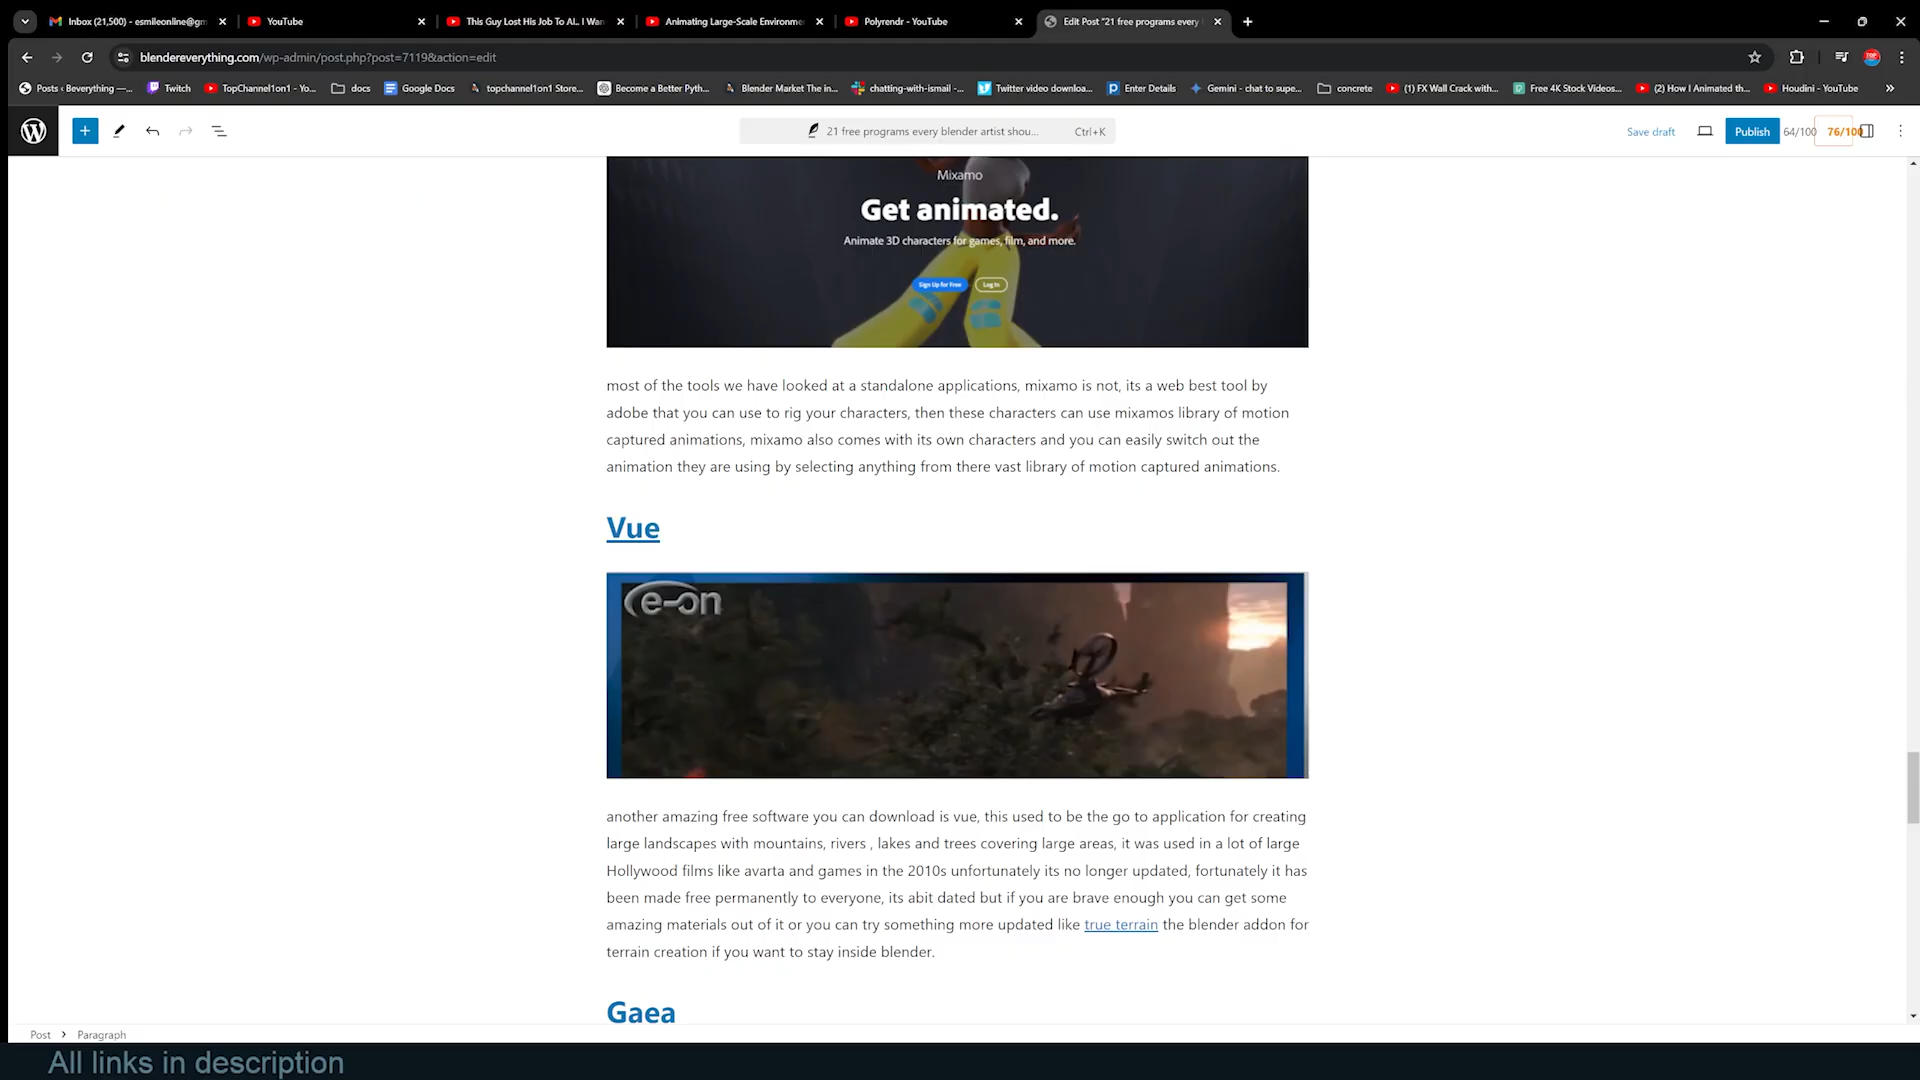 Inbox (21,500) - esmileonline@gm
YouTube
This Guy Lost His Job To AI.. I Wan
Animating Large-Scale Environme
Polyrendr - YouTube
Edit Post "21 free programs every
blendereverything.com/wp-admin/post.php?post=7119&action=edit
Posts ‹ Beverything —...
Twitch
TopChannel1on1 - Yo...
docs
Google Docs
topchannel1on1 Store...
Become a Better Pyth...
Blender Market The in...
chatting-with-ismail -...
Twitter video downloa...
Enter Details
Gemini - chat to supe...
concrete
(1) FX Wall Crack with...
Free 4K Stock Videos...
(2) How I Animated th...
Houdini - YouTube
21 free programs every blender artist shou...
Ctrl+K
Save draft
Publish
64/100
76/100
Mixamo
Get animated.
Animate 3D characters for games, film, and more.
Sign Up for Free
Log In
most of the tools we have looked at a standalone applications, mixamo is not, its a web best tool by
adobe that you can use to rig your characters, then these characters can use mixamos library of motion
captured animations, mixamo also comes with its own characters and you can easily switch out the
animation they are using by selecting anything from there vast library of motion captured animations.
Vue
e-on
another amazing free software you can download is vue, this used to be the go to application for creating
large landscapes with mountains, rivers , lakes and trees covering large areas, it was used in a lot of large
Hollywood films like avarta and games in the 2010s unfortunately its no longer updated, fortunately it has
been made free permanently to everyone, its abit dated but if you are brave enough you can get some
amazing materials out of it or you can try something more updated like true terrain the blender addon for
terrain creation if you want to stay inside blender.
Gaea
Post
Paragraph
All links in description